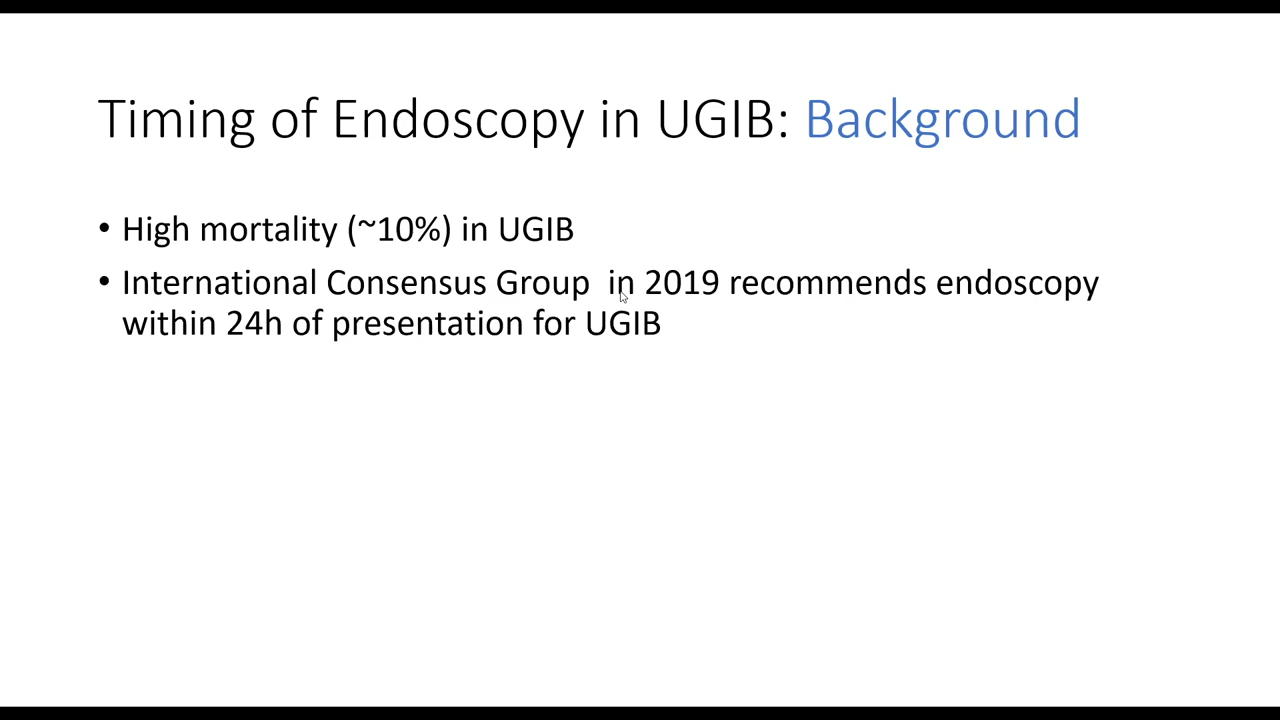 Timing of Endoscopy in UGIB: Background
• High mortality (~10%) in UGIB
• International Consensus Group  in 2019 recommends endoscopy
within 24h of presentation for UGIB